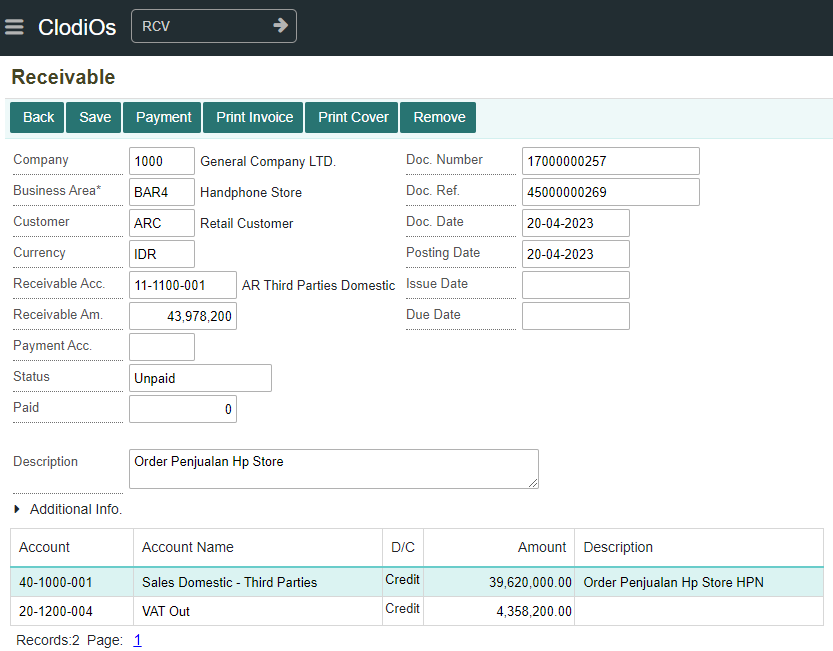 ClodiOs RCV
Receivable
Back Save Payment Print Invoice Print Cover Remove
Company 1000 General Company LTD. Doc. Number 17000000257
Business Area* BAR4 Handphone Store Doc. Ref. 45000000269
Customer ARC Retail Customer Doc. Date 20-04-2023
Currency IDR Posting Date 20-04-2023
Receivable Acc. 11-1100-001 AR Third Parties Domestic Issue Date
Receivable Am. 43,978,200 Due Date
Payment Acc.
Status Unpaid
Paid 0
Description Order Penjualan Hp Store
Additional Info.
Account Account Name D/C Amount Description
40-1000-001 Sales Domestic - Third Parties Credit 39,620,000.00 Order Penjualan Hp Store HPN
20-1200-004 VAT Out Credit 4,358,200.00
Records:2 Page: 1